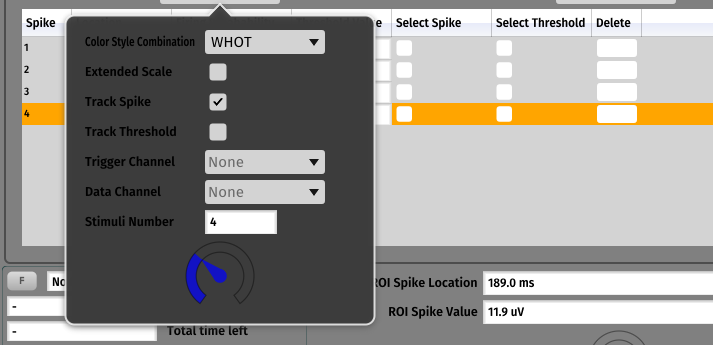 Spike e Select Spike Select Threshold Delete
1
2
3
4
Color Style Combination WHOT
Extended Scale
Track Spike
Track Threshold
Trigger Channel None
Data Channel None
Stimuli Number 4
F No ROI Spike Location 189.0 ms
- ROI Spike Value 11.9 uV
- Total time left